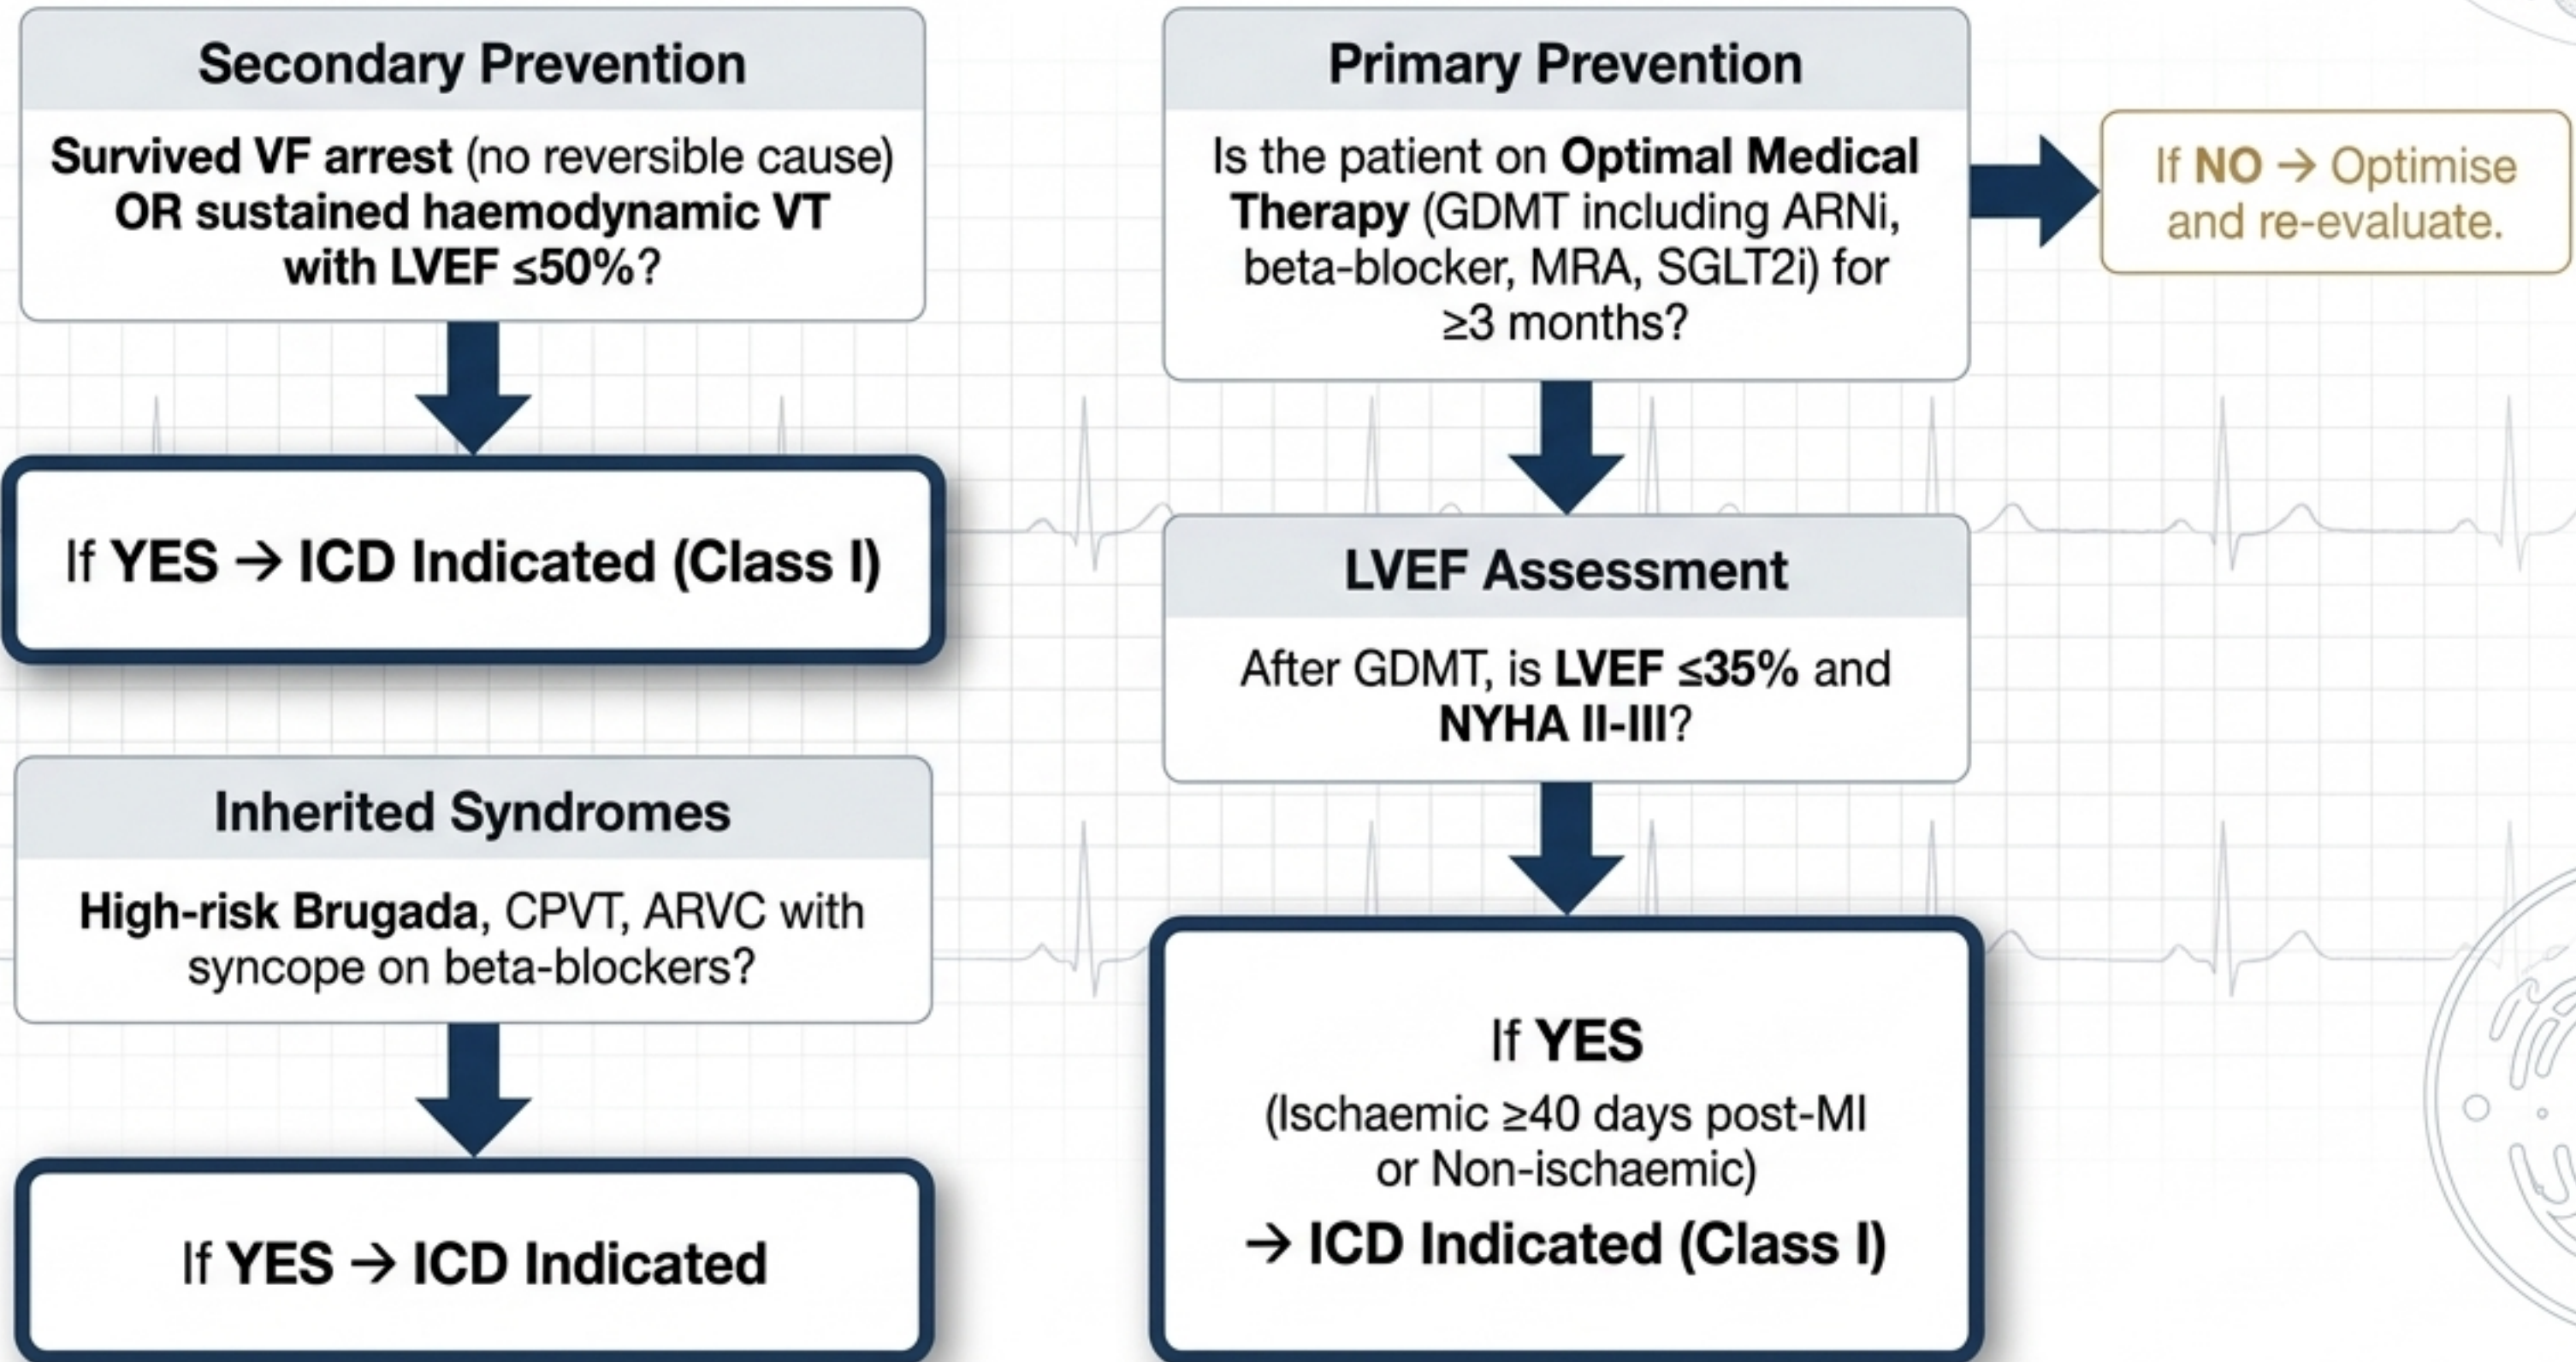 Secondary Prevention
Survived VF arrest (no reversible cause)
OR sustained haemodynamic VT
with LVEF ≤50%?
If YES → ICD Indicated (Class I)
Inherited Syndromes
High-risk Brugada, CPVT, ARVC with
syncope on beta-blockers?
If YES → ICD Indicated
Primary Prevention
Is the patient on Optimal Medical
Therapy (GDMT including ARNi,
beta-blocker, MRA, SGLT2i) for
≥3 months?
If NO → Optimise
and re-evaluate.
LVEF Assessment
After GDMT, is LVEF ≤35% and
NYHA II-III?
If YES
(Ischaemic ≥40 days post-MI
or Non-ischaemic)
→ ICD Indicated (Class I)